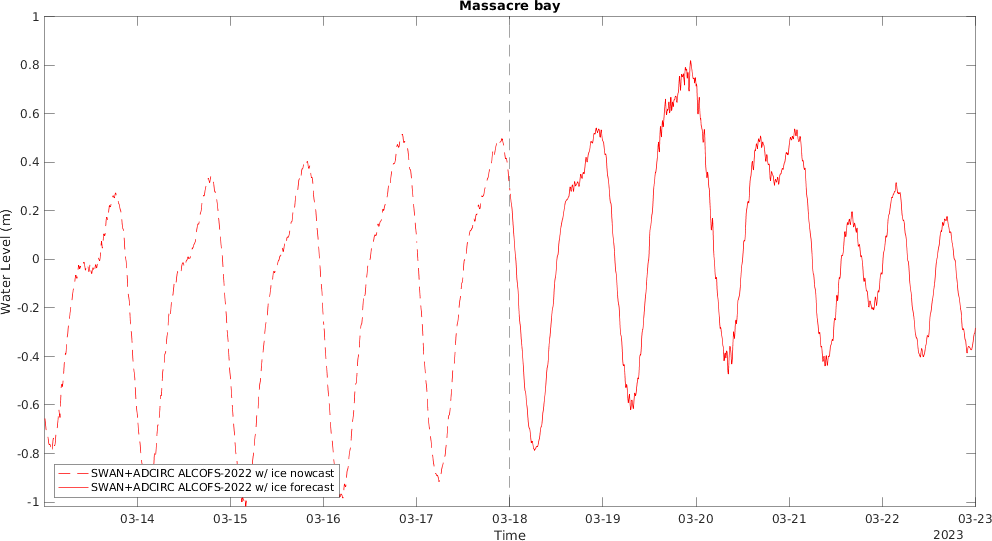 Massacre bay
1
0.8
0.6
0.4
0.2
0
-0.2
-0.4
-0.6
-0.8
-1
Water Level (m)
SWAN+ADCIRC ALCOFS-2022 w/ ice nowcast
SWAN+ADCIRC ALCOFS-2022 w/ ice forecast
03-14 03-15 03-16 03-17 03-18 03-19 03-20 03-21 03-22 03-23
Time
2023